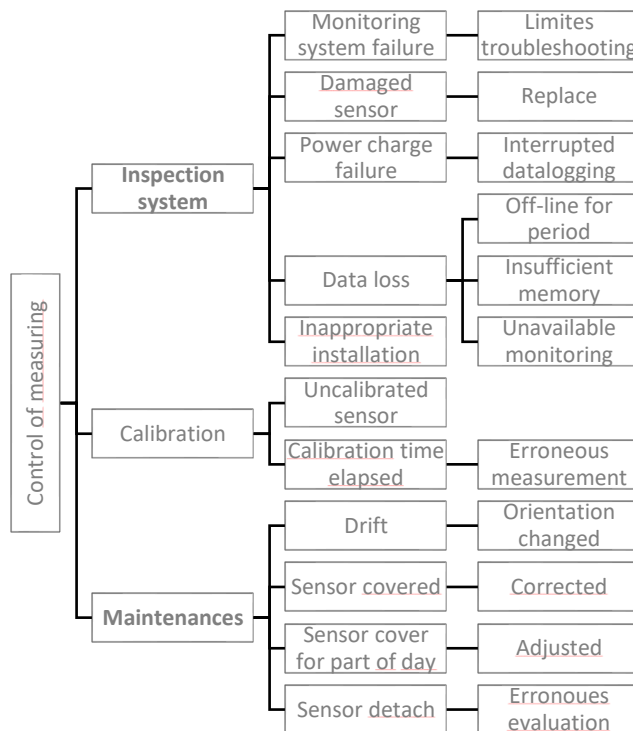 Control of measuring
Inspection
system
Monitoring
system failure
Limites
troubleshooting
Damaged
sensor
Replace
Power charge
failure
Interrupted
datalogging
Data loss
Off-line for
period
Insufficient
memory
Unavailable
monitoring
Inappropriate
installation
Calibration
Uncalibrated
sensor
Calibration time
elapsed
Erroneous
measurement
Maintenances
Drift
Orientation
changed
Sensor covered
Corrected
Sensor cover
for part of day
Adjusted
Sensor detach
Erronoues
evaluation